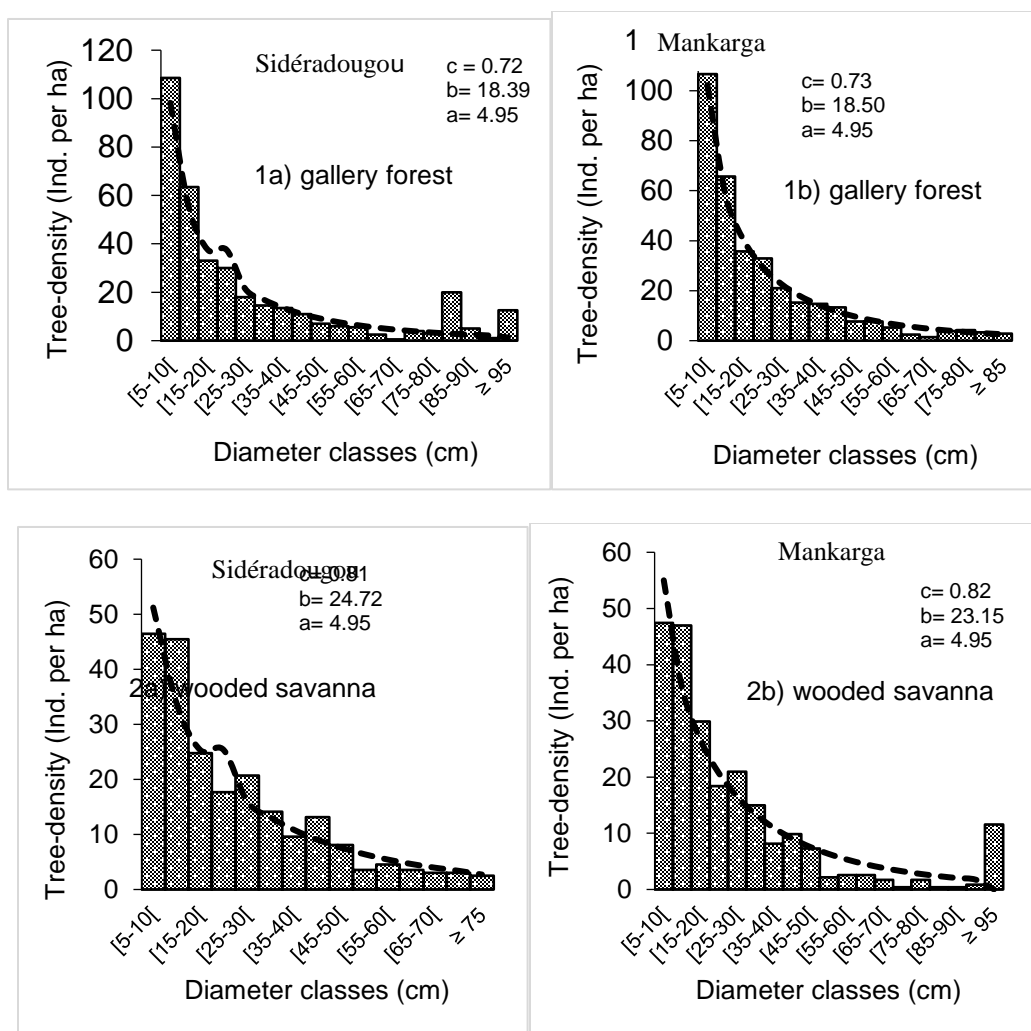 Sidéradougou
c = 0.72
b= 18.39
a= 4.95
1a) gallery forest
Tree-density (Ind. per ha)
120
100
80
60
40
20
0
[5-10[
[15-20[
[25-30[
[35-40[
[45-50[
[55-60[
[65-70[
[75-80[
[85-90[
≥ 95
Diameter classes (cm)
1 Mankarga
c= 0.73
b= 18.50
a= 4.95
1b) gallery forest
Tree-density (Ind. per ha)
100
80
60
40
20
0
[5-10[
[15-20[
[25-30[
[35-40[
[45-50[
[55-60[
[65-70[
[75-80[
≥ 85
Diameter classes (cm)
Sidéradougou
c= 0.81
b= 24.72
a= 4.95
2a) wooded savanna
Tree-density (Ind. per ha)
60
50
40
30
20
10
0
[5-10[
[15-20[
[25-30[
[35-40[
[45-50[
[55-60[
[65-70[
≥ 75
Diameter classes (cm)
Mankarga
c= 0.82
b= 23.15
a= 4.95
2b) wooded savanna
Tree-density (Ind. per ha)
60
50
40
30
20
10
0
[5-10[
[15-20[
[25-30[
[35-40[
[45-50[
[55-60[
[65-70[
[75-80[
[85-90[
≥ 95
Diameter classes (cm)